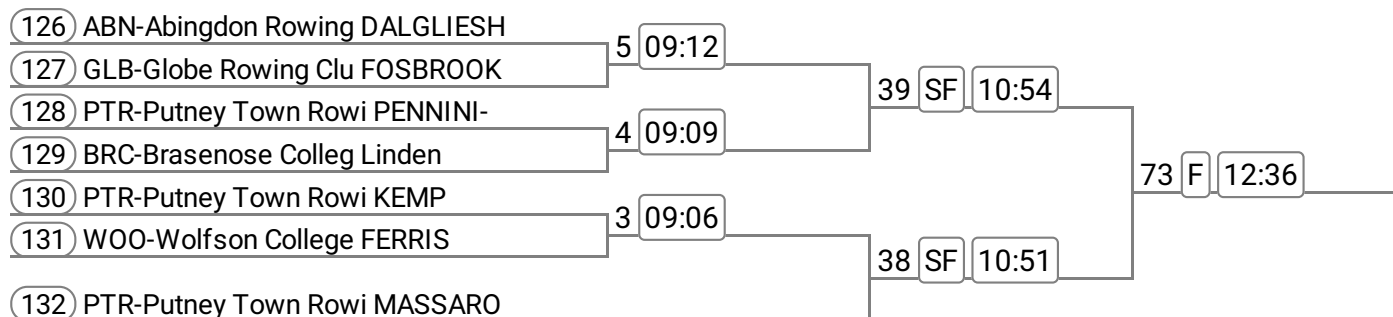 126 ABN-Abingdon Rowing DALGLIESH
5 09:12
127 GLB-Globe Rowing Clu FOSBROOK
39 SF 10:54
128 PTR-Putney Town Rowi PENNINI-
4 09:09
129 BRC-Brasenose Colleg Linden
73 F 12:36
130 PTR-Putney Town Rowi KEMP
3 09:06
131 WOO-Wolfson College FERRIS
38 SF 10:51
132 PTR-Putney Town Rowi MASSARO